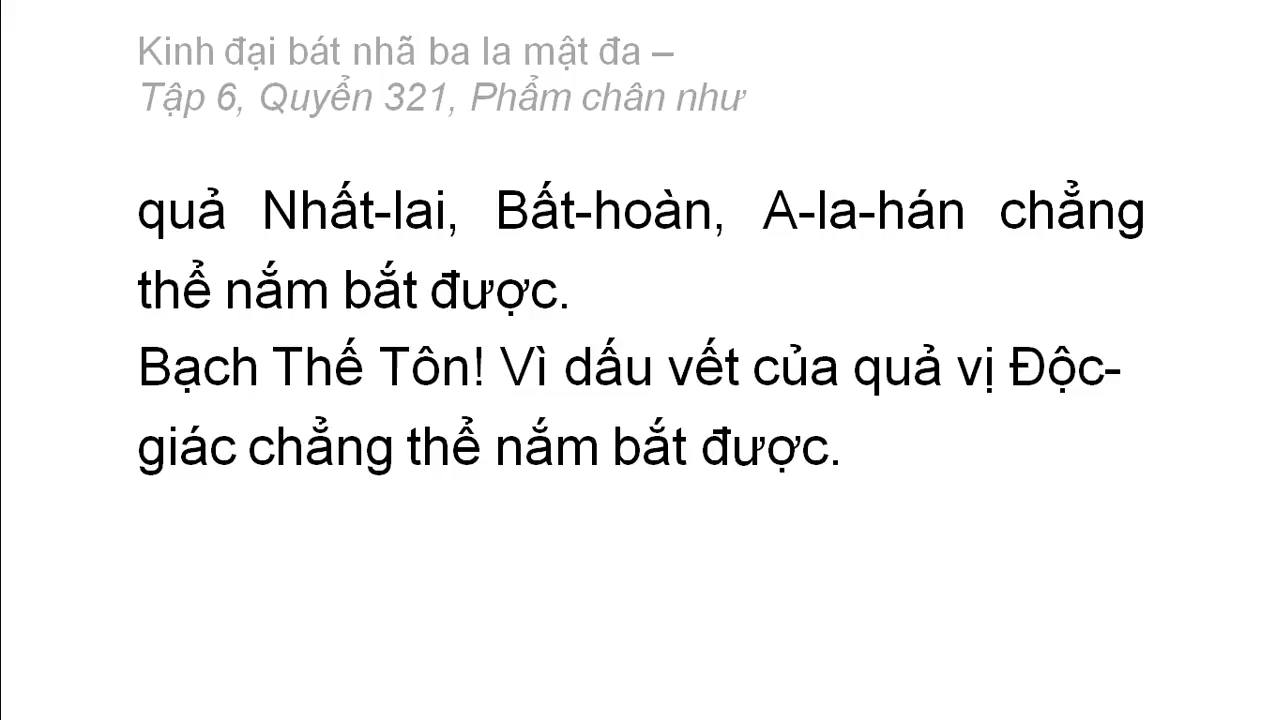 Kinh đại bát nhã ba la mật đa –
Tập 6, Quyển 321, Phẩm chân như
quả Nhất-lai, Bất-hoàn, A-la-hán chẳng
thể nắm bắt được.
Bạch Thế Tôn! Vì dấu vết của quả vị Độc-
giác chẳng thể nắm bắt được.